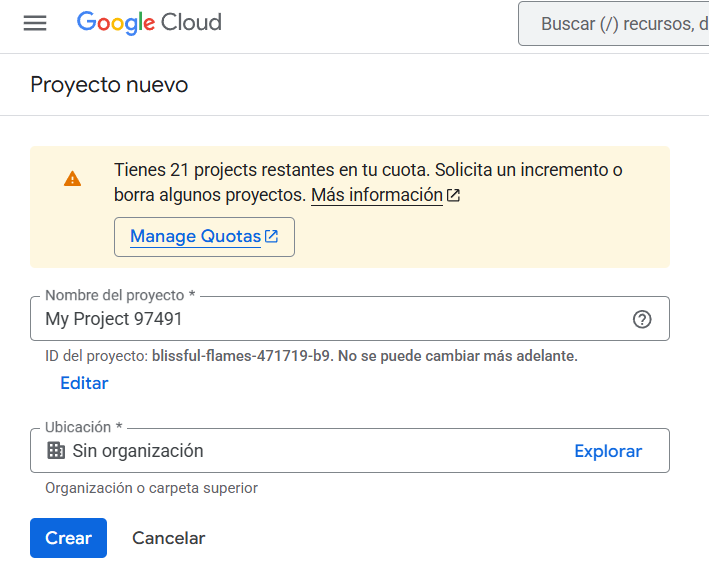 Google Cloud
Buscar (/) recursos, d
Proyecto nuevo
Tienes 21 projects restantes en tu cuota. Solicita un incremento o
borra algunos proyectos. Más información
Manage Quotas
Nombre del proyecto *
My Project 97491
ID del proyecto: blissful-flames-471719-b9. No se puede cambiar más adelante.
Editar
Ubicación *
Sin organización
Explorar
Organización o carpeta superior
Crear
Cancelar